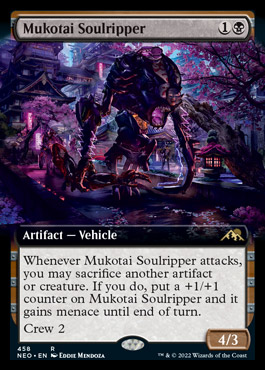 Mukotai Soulripper 1
Artifact — Vehicle
Whenever Mukotai Soulripper attacks,
you may sacrifice another artifact
or creature. If you do, put a +1/+1
counter on Mukotai Soulripper and it
gains menace until end of turn.
Crew 2
4/3
458 R
NEO • EN Eddie Mendoza ™ & © 2022 Wizards of the Coast